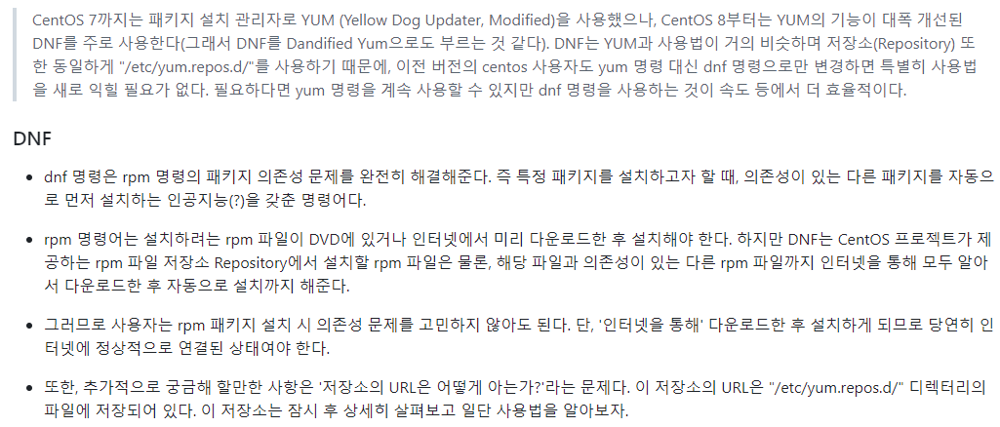 CentOS 7까지는 패키지 설치 관리자로 YUM (Yellow Dog Updater, Modified)을 사용했으나, CentOS 8부터는 YUM의 기능이 대폭 개선된
DNF를 주로 사용한다(그래서 DNF를 Dandified Yum으로도 부르는 것 같다). DNF는 YUM과 사용법이 거의 비슷하며 저장소(Repository) 또
한 동일하게 "/etc/yum.repos.d/"를 사용하기 때문에, 이전 버전의 centos 사용자도 yum 명령 대신 dnf 명령으로만 변경하면 특별히 사용법
을 새로 익힐 필요가 없다. 필요하다면 yum 명령을 계속 사용할 수 있지만 dnf 명령을 사용하는 것이 속도 등에서 더 효율적이다.
DNF
• dnf 명령은 rpm 명령의 패키지 의존성 문제를 완전히 해결해준다. 즉 특정 패키지를 설치하고자 할 때, 의존성이 있는 다른 패키지를 자동으
로 먼저 설치하는 인공지능(?)을 갖춘 명령어다.
• rpm 명령어는 설치하려는 rpm 파일이 DVD에 있거나 인터넷에서 미리 다운로드한 후 설치해야 한다. 하지만 DNF는 CentOS 프로젝트가 제
공하는 rpm 파일 저장소 Repository에서 설치할 rpm 파일은 물론, 해당 파일과 의존성이 있는 다른 rpm 파일까지 인터넷을 통해 모두 알아
서 다운로드한 후 자동으로 설치까지 해준다.
• 그러므로 사용자는 rpm 패키지 설치 시 의존성 문제를 고민하지 않아도 된다. 단, '인터넷을 통해' 다운로드한 후 설치하게 되므로 당연히 인
터넷에 정상적으로 연결된 상태여야 한다.
• 또한, 추가적으로 궁금해 할만한 사항은 '저장소의 URL은 어떻게 아는가?'라는 문제다. 이 저장소의 URL은 "/etc/yum.repos.d/" 디렉터리의
파일에 저장되어 있다. 이 저장소는 잠시 후 상세히 살펴보고 일단 사용법을 알아보자.